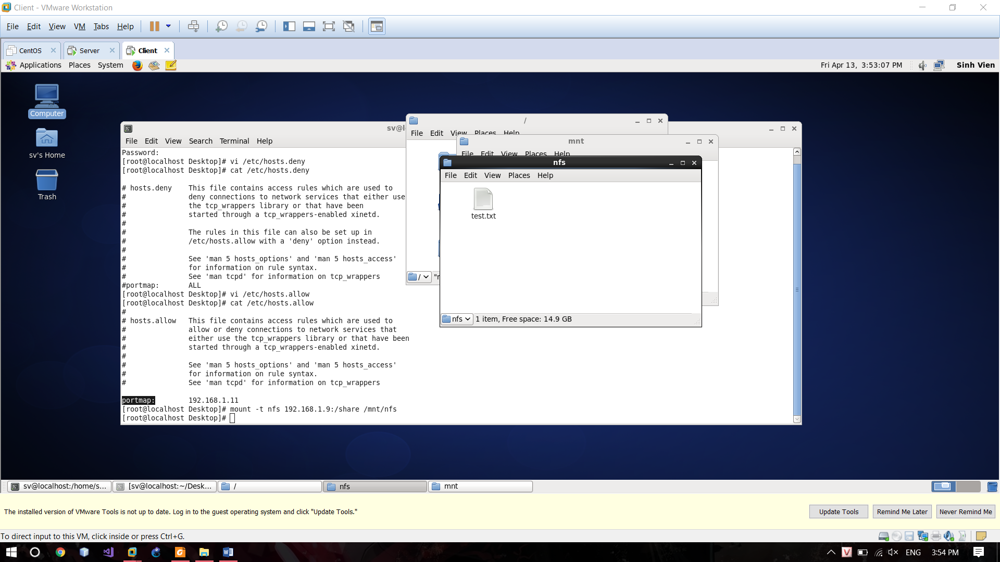 Client - VMware Workstation
File Edit View VM Tabs Help
CentOS Server Client
Applications Places System Fri Apr 13, 3:53:07 PM Sinh Vien
Computer
sv's Home
Trash
/
File Edit View Places Help
mnt
File Edit View Places Help
nfs
File Edit View Places Help
test.txt
nfs 1 item, Free space: 14.9 GB
/
File Edit View Search Terminal Help
Password:
[root@localhost Desktop]# vi /etc/hosts.deny
[root@localhost Desktop]# cat /etc/hosts.deny
# hosts.deny This file contains access rules which are used to
# deny connections to network services that either use
# the tcp_wrappers library or that have been
# started through a tcp_wrappers-enabled xinetd.
#
# The rules in this file can also be set up in
# /etc/hosts.allow with a 'deny' option instead.
#
# See 'man 5 hosts_options' and 'man 5 hosts_access'
# for information on rule syntax.
# See 'man tcpd' for information on tcp_wrappers
#portmap: ALL
[root@localhost Desktop]# vi /etc/hosts.allow
[root@localhost Desktop]# cat /etc/hosts.allow
#
# hosts.allow This file contains access rules which are used to
# allow or deny connections to network services that
# either use the tcp_wrappers library or that have been
# started through a tcp_wrappers-enabled xinetd.
#
# See 'man 5 hosts_options' and 'man 5 hosts_access'
# for information on rule syntax.
# See 'man tcpd' for information on tcp_wrappers
portmap: 192.168.1.11
[root@localhost Desktop]# mount -t nfs 192.168.1.9:/share /mnt/nfs
[root@localhost Desktop]#
sv@localhost:/home/s... [sv@localhost:~/Desk... / nfs mnt
The installed version of VMware Tools is not up to date. Log in to the guest operating system and click "Update Tools." Update Tools Remind Me Later Never Remind Me
To direct input to this VM, click inside or press Ctrl+G.
ENG 3:54 PM